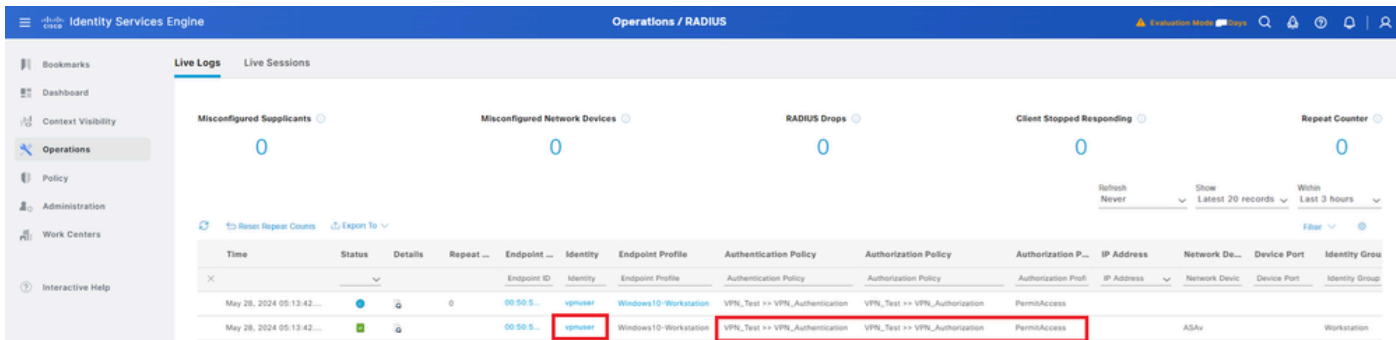 cisco Identity Services Engine Operations / RADIUS Evaluation Mode Days
Bookmarks
Dashboard
Context Visibility
Operations
Policy
Administration
Work Centers
Interactive Help
Live Logs Live Sessions
Misconfigured Supplicants Misconfigured Network Devices RADIUS Drops Client Stopped Responding Repeat Counter
0 0 0 0 0
Refresh Show Within
Never Latest 20 records Last 3 hours
Reset Repeat Counts Export To Filter
Time Status Details Repeat ... Endpoint ... Identity Endpoint Profile Authentication Policy Authorization Policy Authorization P... IP Address Network De... Device Port Identity Grou
Endpoint ID Identity Endpoint Profile Authentication Policy Authorization Policy Authorization Profi IP Address Network Devic Device Port Identity Group
May 28, 2024 05:13:42.... 0 00:50:5... vpnuser Windows10-Workstation VPN_Test >> VPN_Authentication VPN_Test >> VPN_Authorization PermitAccess
May 28, 2024 05:13:42.... 00:50:5... vpnuser Windows10-Workstation VPN_Test >> VPN_Authentication VPN_Test >> VPN_Authorization PermitAccess ASAv Workstation